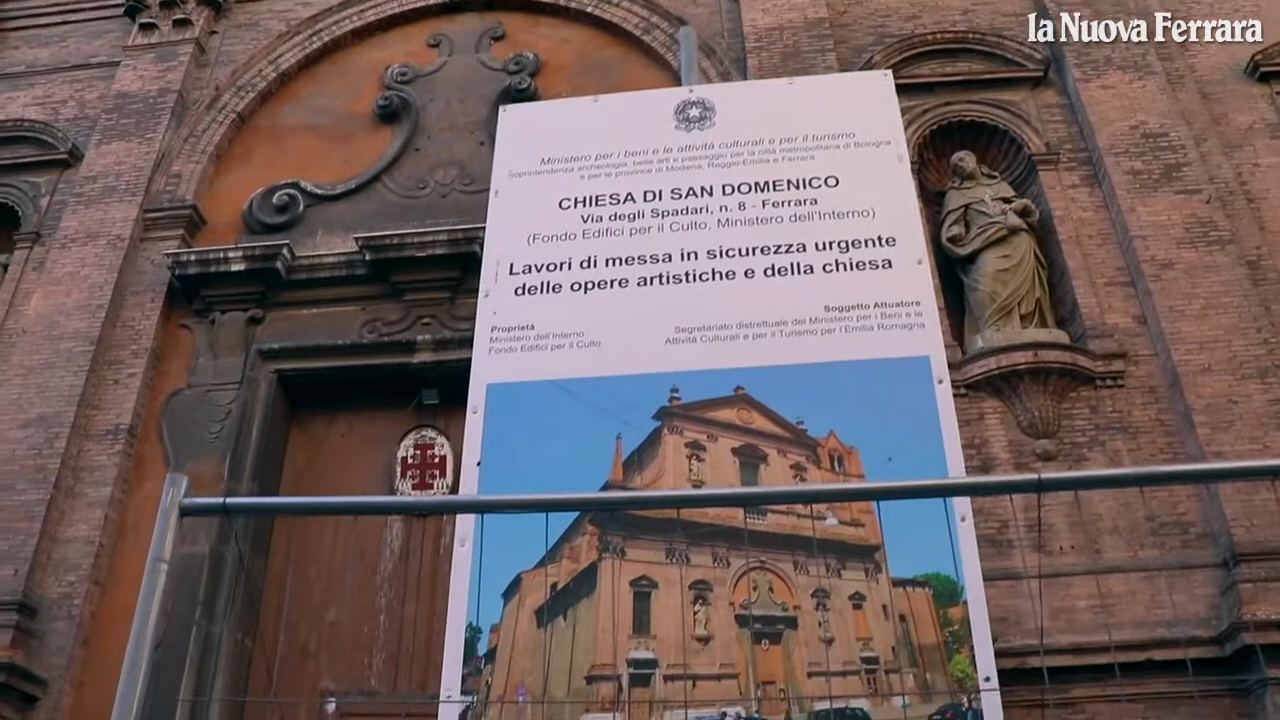 la Nuova Ferrara
Ministero per i beni e le attività culturali e per il turismo
Soprintendenza archeologia, belle arti e paesaggio per la città metropolitana di Bologna
e per le province di Modena, Reggio-Emilia e Ferrara
CHIESA DI SAN DOMENICO
Via degli Spadari, n. 8 - Ferrara
(Fondo Edifici per il Culto, Ministero dell'Interno)
Lavori di messa in sicurezza urgente
delle opere artistiche e della chiesa
Proprietà
Ministero dell'Interno
Fondo Edifici per il Culto
Soggetto Attuatore
Segretariato distrettuale del Ministero per i Beni e le
Attività Culturali e per il Turismo per l'Emilia Romagna